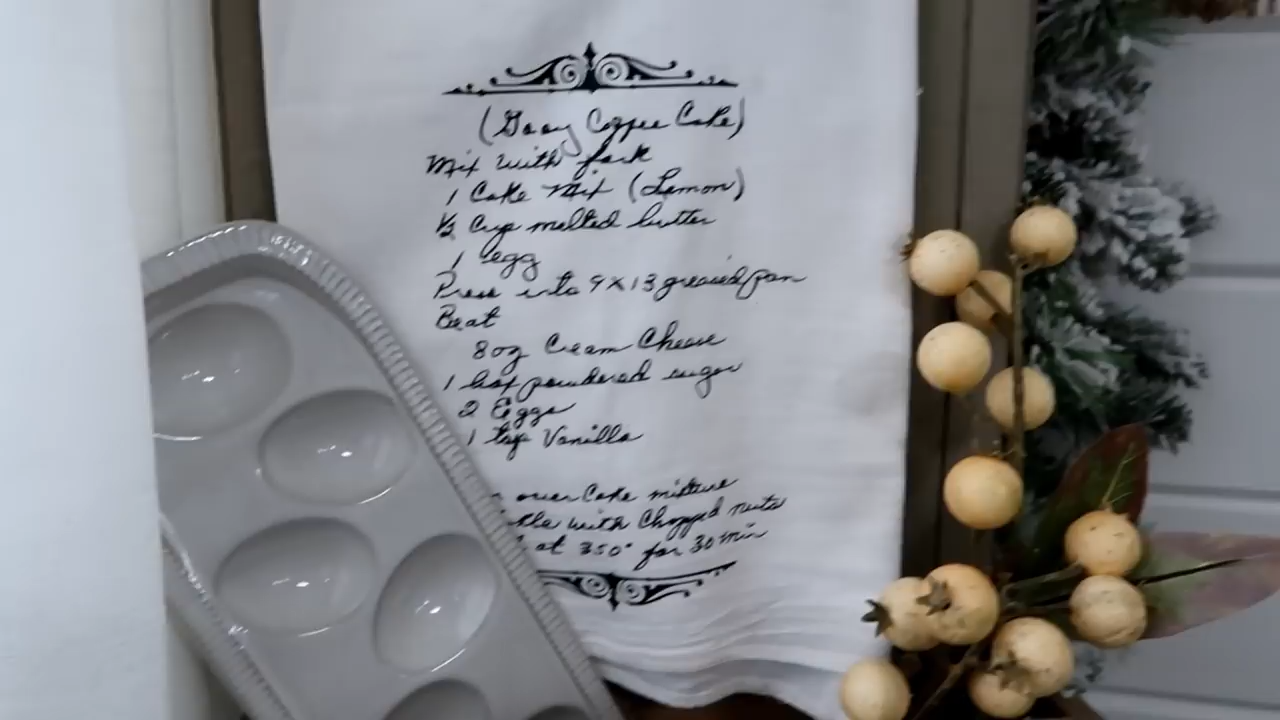 (Gooey Coffee Cake)
Mix with fork
1 Cake Mix (Lemon)
½ Cup melted butter
1 egg
Press into 9x13 greased pan
Beat
8oz Cream Cheese
1 box powdered sugar
2 Eggs
1 tsp Vanilla
over Cake mixture
with Chopped nuts
at 350° for 30 min